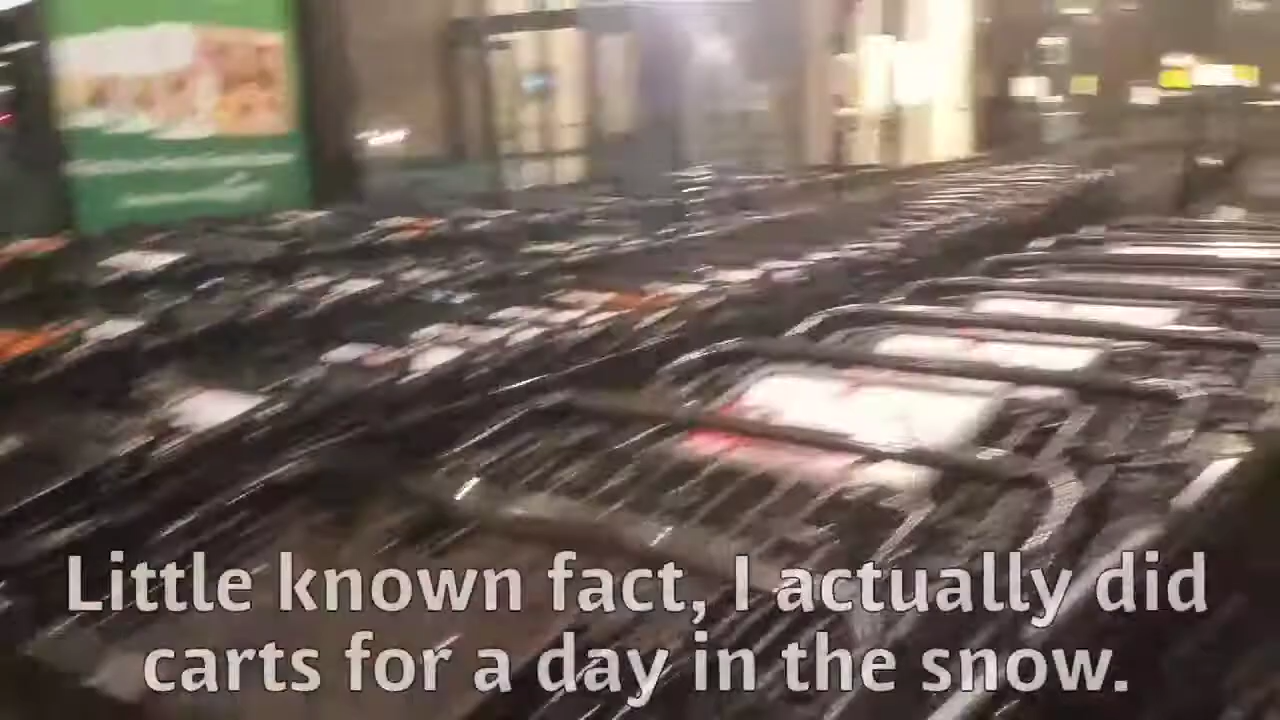 Little known fact, I actually did
carts for a day in the snow.